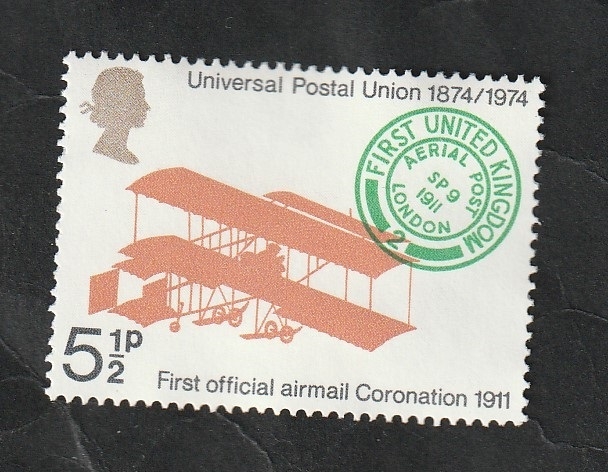 Universal Postal Union 1874/1974
FIRST UNITED KINGDOM
AERIAL POST
SP 9
1911
LONDON
2
5½p
First official airmail Coronation 1911